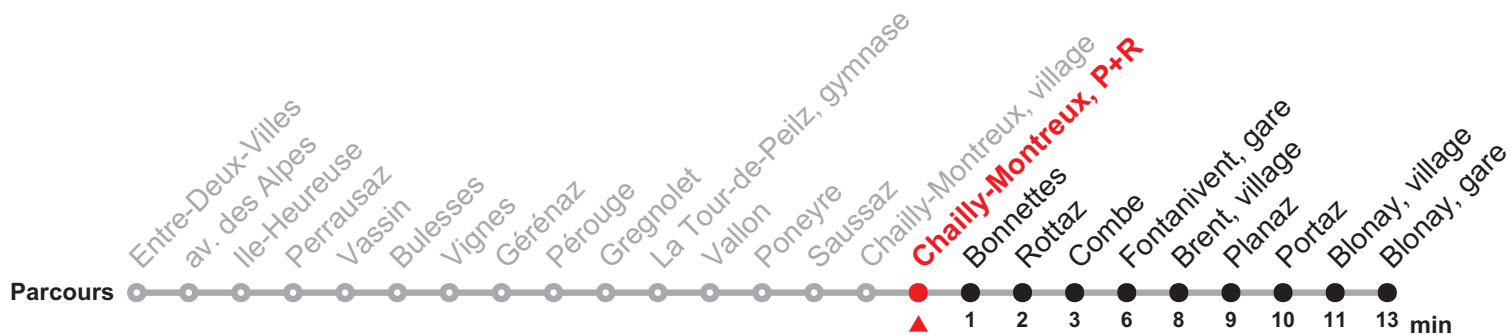 Entre-Deux-Villes
av. des Alpes
Ile-Heureuse
Perrausaz
Vassin
Bulesses
Vignes
Gérénaz
Pérouge
Gregnolet
La Tour-de-Peilz, gymnase
Vallon
Poneyre
Saussaz
Chailly-Montreux, village
Chailly-Montreux, P+R
Bonnettes
Rottaz
Combe
Fontanivent, gare
Brent, village
Planaz
Portaz
Blonay, village
Blonay, gare
Parcours
1 2 3 6 8 9 10 11 13 min